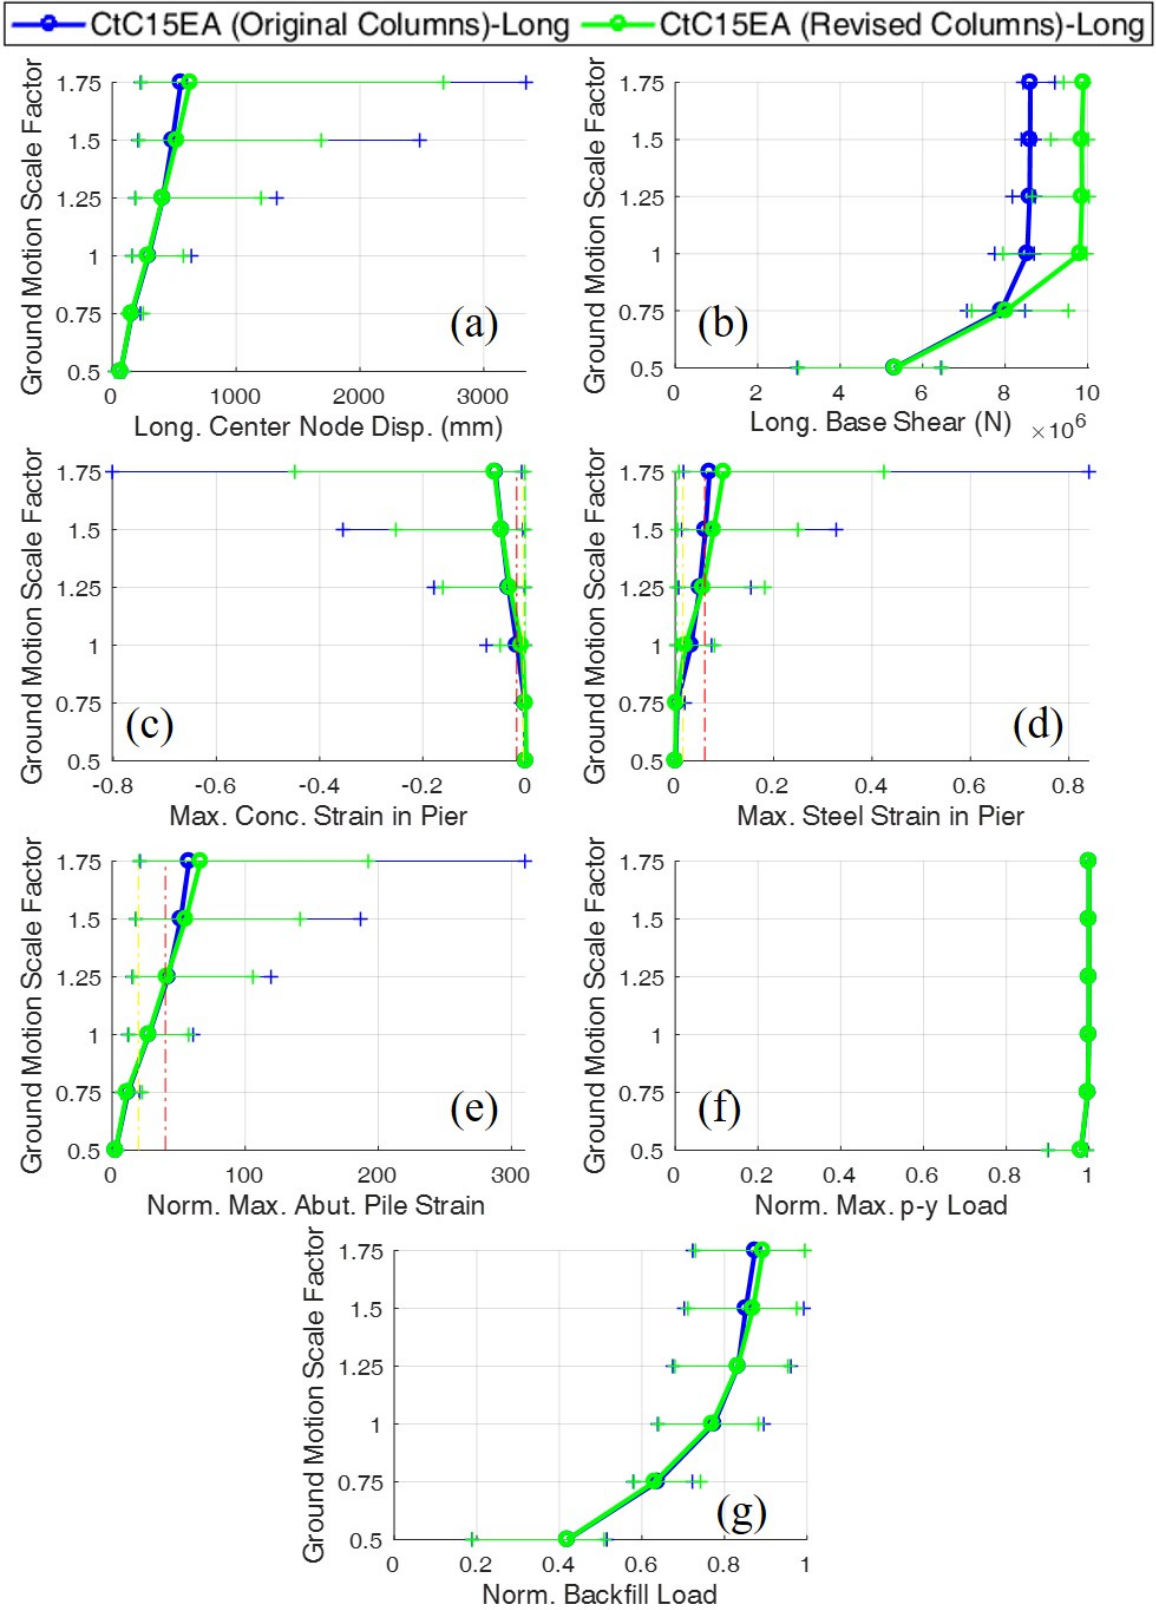 CtC15EA (Original Columns)-Long CtC15EA (Revised Columns)-Long
Ground Motion Scale Factor
1.75
1.5
1.25
1
0.75
0.5
(a)
0 1000 2000 3000
Long. Center Node Disp. (mm)
Ground Motion Scale Factor
1.75
1.5
1.25
1
0.75
0.5
(b)
0 2 4 6 8 10
Long. Base Shear (N) ×10⁶
Ground Motion Scale Factor
1.75
1.5
1.25
1
0.75
0.5
(c)
-0.8 -0.6 -0.4 -0.2 0
Max. Conc. Strain in Pier
Ground Motion Scale Factor
1.75
1.5
1.25
1
0.75
0.5
(d)
0 0.2 0.4 0.6 0.8
Max. Steel Strain in Pier
Ground Motion Scale Factor
1.75
1.5
1.25
1
0.75
0.5
(e)
0 100 200 300
Norm. Max. Abut. Pile Strain
Ground Motion Scale Factor
1.75
1.5
1.25
1
0.75
0.5
(f)
0 0.2 0.4 0.6 0.8 1
Norm. Max. p-y Load
Ground Motion Scale Factor
1.75
1.5
1.25
1
0.75
0.5
(g)
0 0.2 0.4 0.6 0.8 1
Norm. Backfill Load